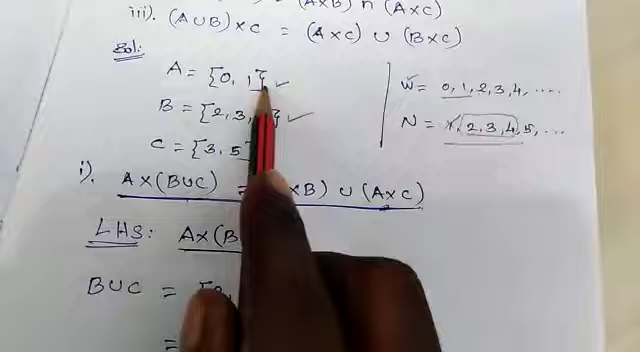 = (A×B) ∩ (A×C)
iii). (A∪B)×C = (A×C) ∪ (B×C)
Sol:
A = {0, 1} ✓
B = {2, 3, } ✓
C = {3, 5
W = 0, 1, 2, 3, 4, ....
N = 1, 2, 3, 4, 5, ...
i). A×(B∪C) = ×B) ∪ (A×C)
LHS: A×(B
B∪C = {2,
=